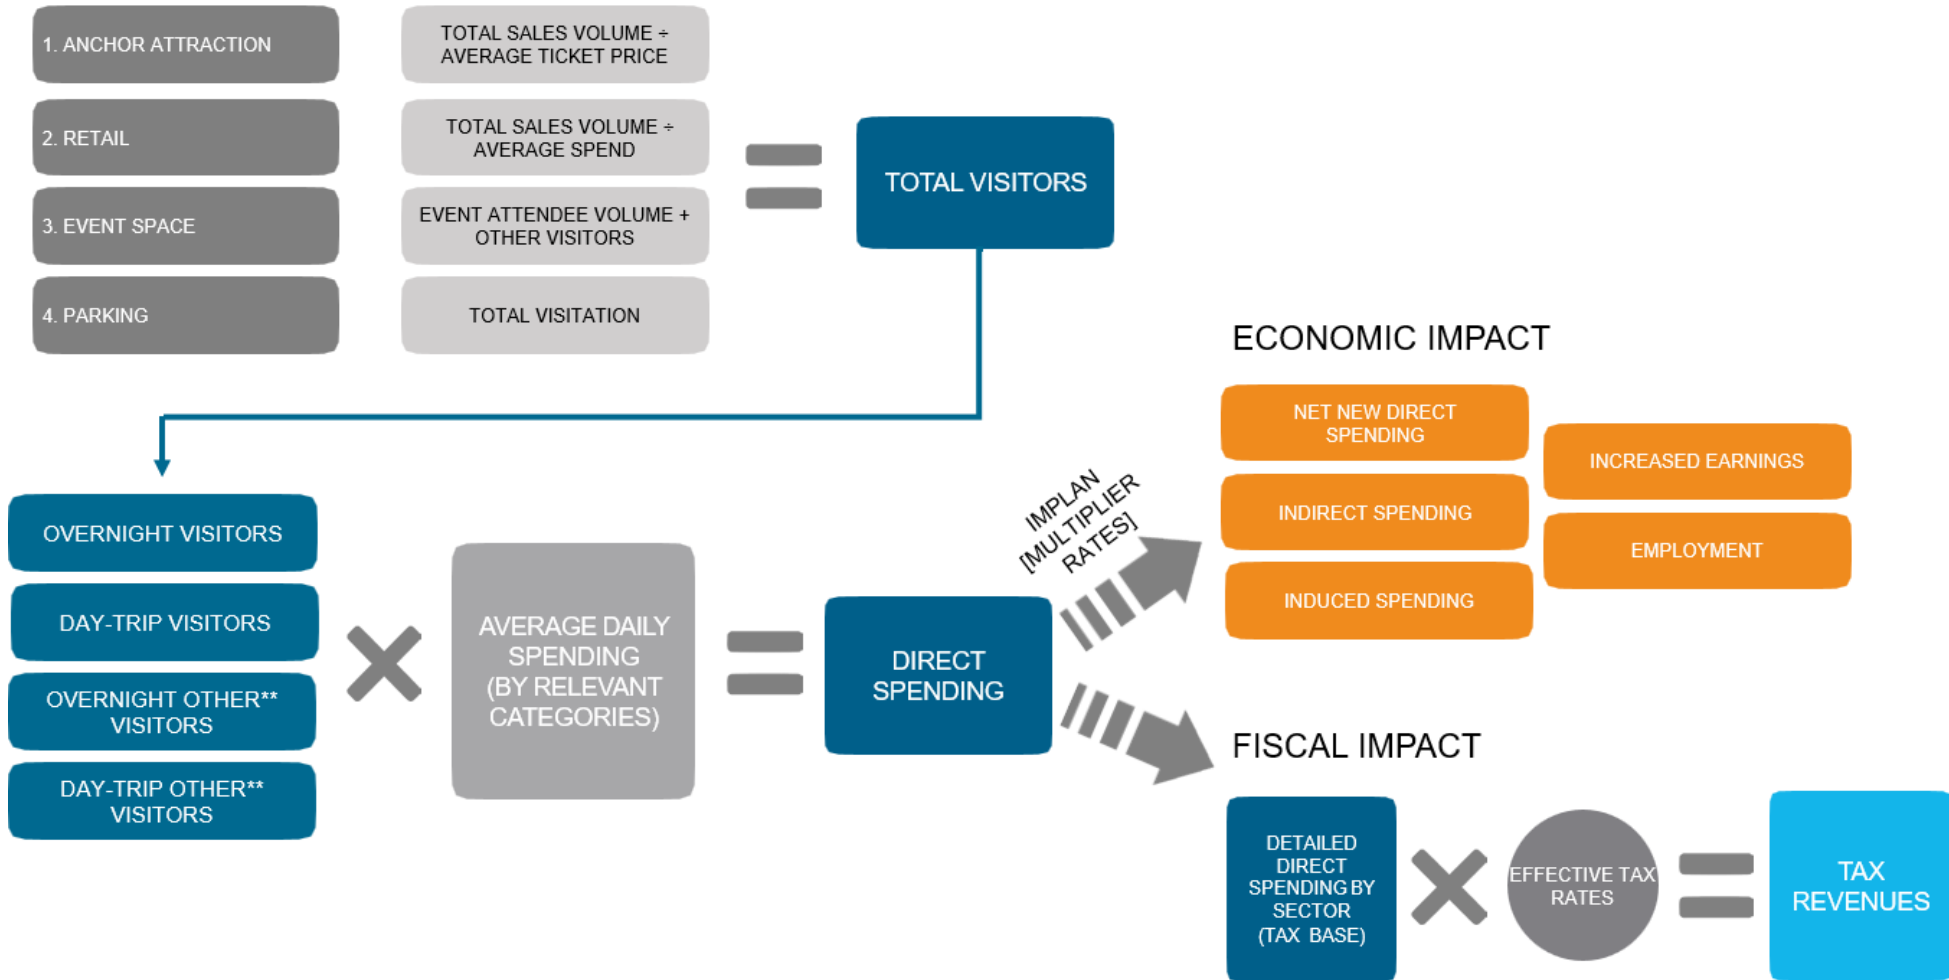 1. ANCHOR ATTRACTION
TOTAL SALES VOLUME ÷
AVERAGE TICKET PRICE
2. RETAIL
TOTAL SALES VOLUME ÷
AVERAGE SPEND
TOTAL VISITORS
3. EVENT SPACE
EVENT ATTENDEE VOLUME +
OTHER VISITORS
4. PARKING
TOTAL VISITATION
OVERNIGHT VISITORS
DAY-TRIP VISITORS
OVERNIGHT OTHER**
VISITORS
DAY-TRIP OTHER**
VISITORS
AVERAGE DAILY
SPENDING
(BY RELEVANT
CATEGORIES)
DIRECT
SPENDING
IMPLAN
[MULTIPLIER
RATES]
ECONOMIC IMPACT
NET NEW DIRECT
SPENDING
INDIRECT SPENDING
INDUCED SPENDING
INCREASED EARNINGS
EMPLOYMENT
FISCAL IMPACT
DETAILED
DIRECT
SPENDING BY
SECTOR
(TAX BASE)
EFFECTIVE TAX
RATES
TAX
REVENUES